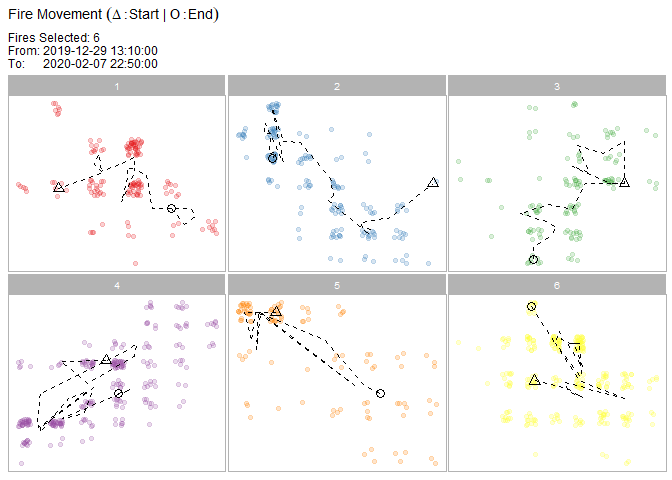 Fire Movement (Δ:Start | O:End)
Fires Selected: 6
From: 2019-12-29 13:10:00
To: 2020-02-07 22:50:00
1
2
3
4
5
6